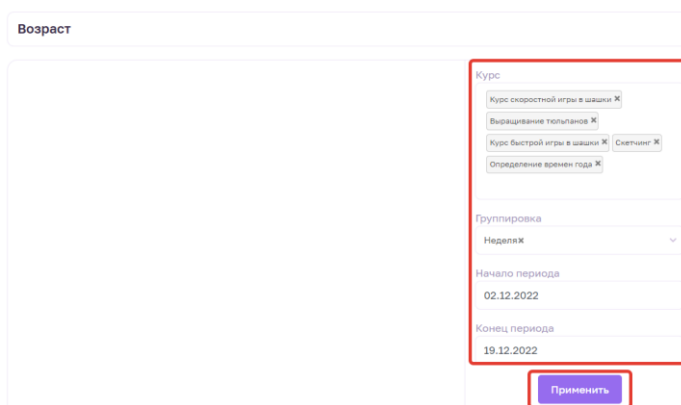 Возраст
Курс
Курс скоростной игры в шашки ✖
Выращивание тюльпанов ✖
Курс быстрой игры в шашки ✖ Скетчинг ✖
Определение времен года ✖
Группировка
Неделя✖
Начало периода
02.12.2022
Конец периода
19.12.2022
Применить